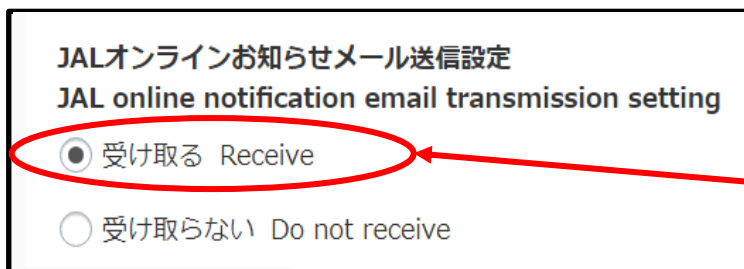 JALオンラインお知らせメール送信設定
JAL online notification email transmission setting
受け取る Receive
受け取らない Do not receive